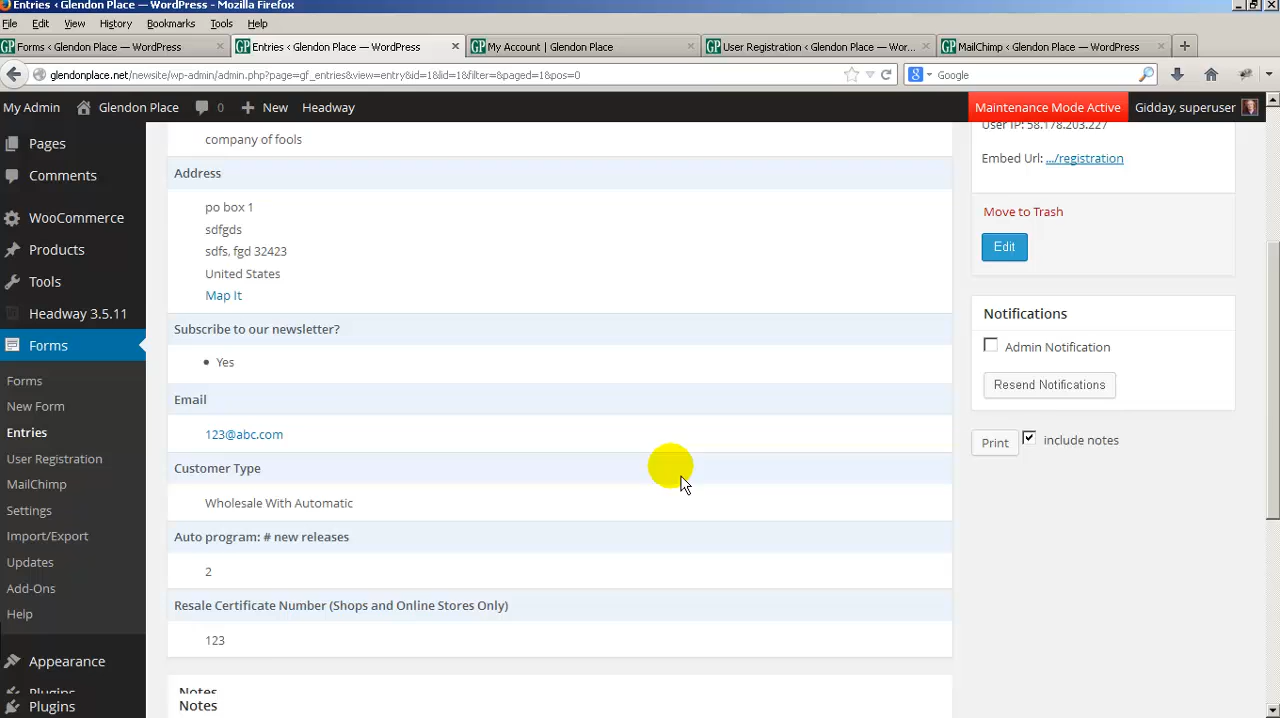 Entries < Glendon Place — WordPress - Mozilla Firefox
File Edit View History Bookmarks Tools Help
GP Forms < Glendon Place — WordPress ×
GP Entries < Glendon Place — WordPress ×
GP My Account | Glendon Place ×
GP User Registration < Glendon Place — Wor... ×
GP MailChimp < Glendon Place — WordPress ×
glendonplace.net/newsite/wp-admin/admin.php?page=gf_entries&view=entry&id=1&lid=1&filter=&paged=1&pos=0
Google
My Admin Glendon Place 0 + New Headway Maintenance Mode Active Gidday, superuser
Pages
Comments
WooCommerce
Products
Tools
Headway 3.5.11
Forms
Forms
New Form
Entries
User Registration
MailChimp
Settings
Import/Export
Updates
Add-Ons
Help
Appearance
Plugins
Plugins
company of fools
Address
po box 1
sdfgds
sdfs, fgd 32423
United States
Map It
Subscribe to our newsletter?
• Yes
Email
123@abc.com
Customer Type
Wholesale With Automatic
Auto program: # new releases
2
Resale Certificate Number (Shops and Online Stores Only)
123
Notes
Notes
User IP: 58.178.203.227
Embed Url: .../registration
Move to Trash
Edit
Notifications
Admin Notification
Resend Notifications
Print include notes